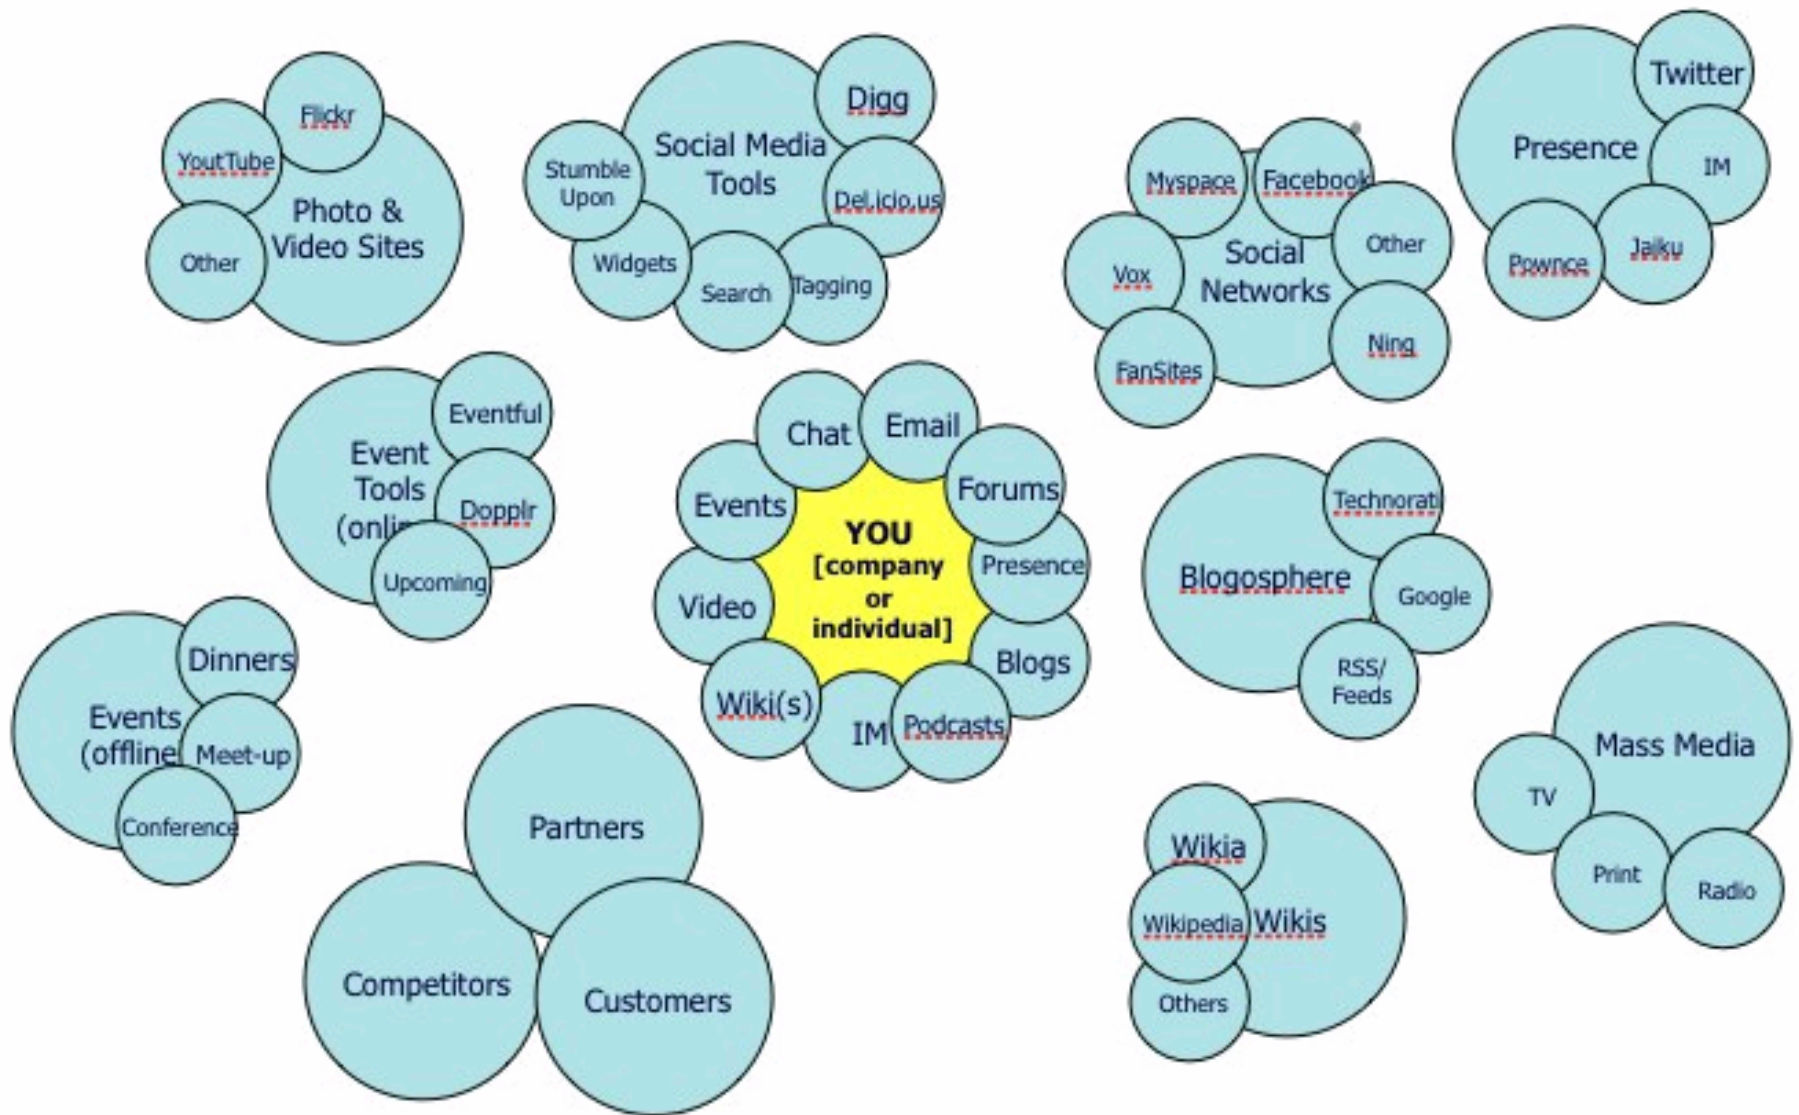 Flickr
YoutTube
Other
Photo &
Video Sites
Social Media
Tools
Digg
Del.icio.us
Tagging
Search
Widgets
Stumble
Upon
Myspace
Facebook
Other
Ning
FanSites
Vox
Social
Networks
Presence
Twitter
IM
Jaiku
Pownce
Event
Tools
(onlin
Eventful
Dopplr
Upcoming
YOU
[company
or
individual]
Chat
Email
Forums
Presence
Blogs
Podcasts
IM
Wiki(s)
Video
Events
Blogosphere
Technorati
Google
RSS/
Feeds
Events
(offline
Dinners
Meet-up
Conference
Partners
Competitors
Customers
Wikis
Wikia
Wikipedia
Others
Mass Media
TV
Print
Radio